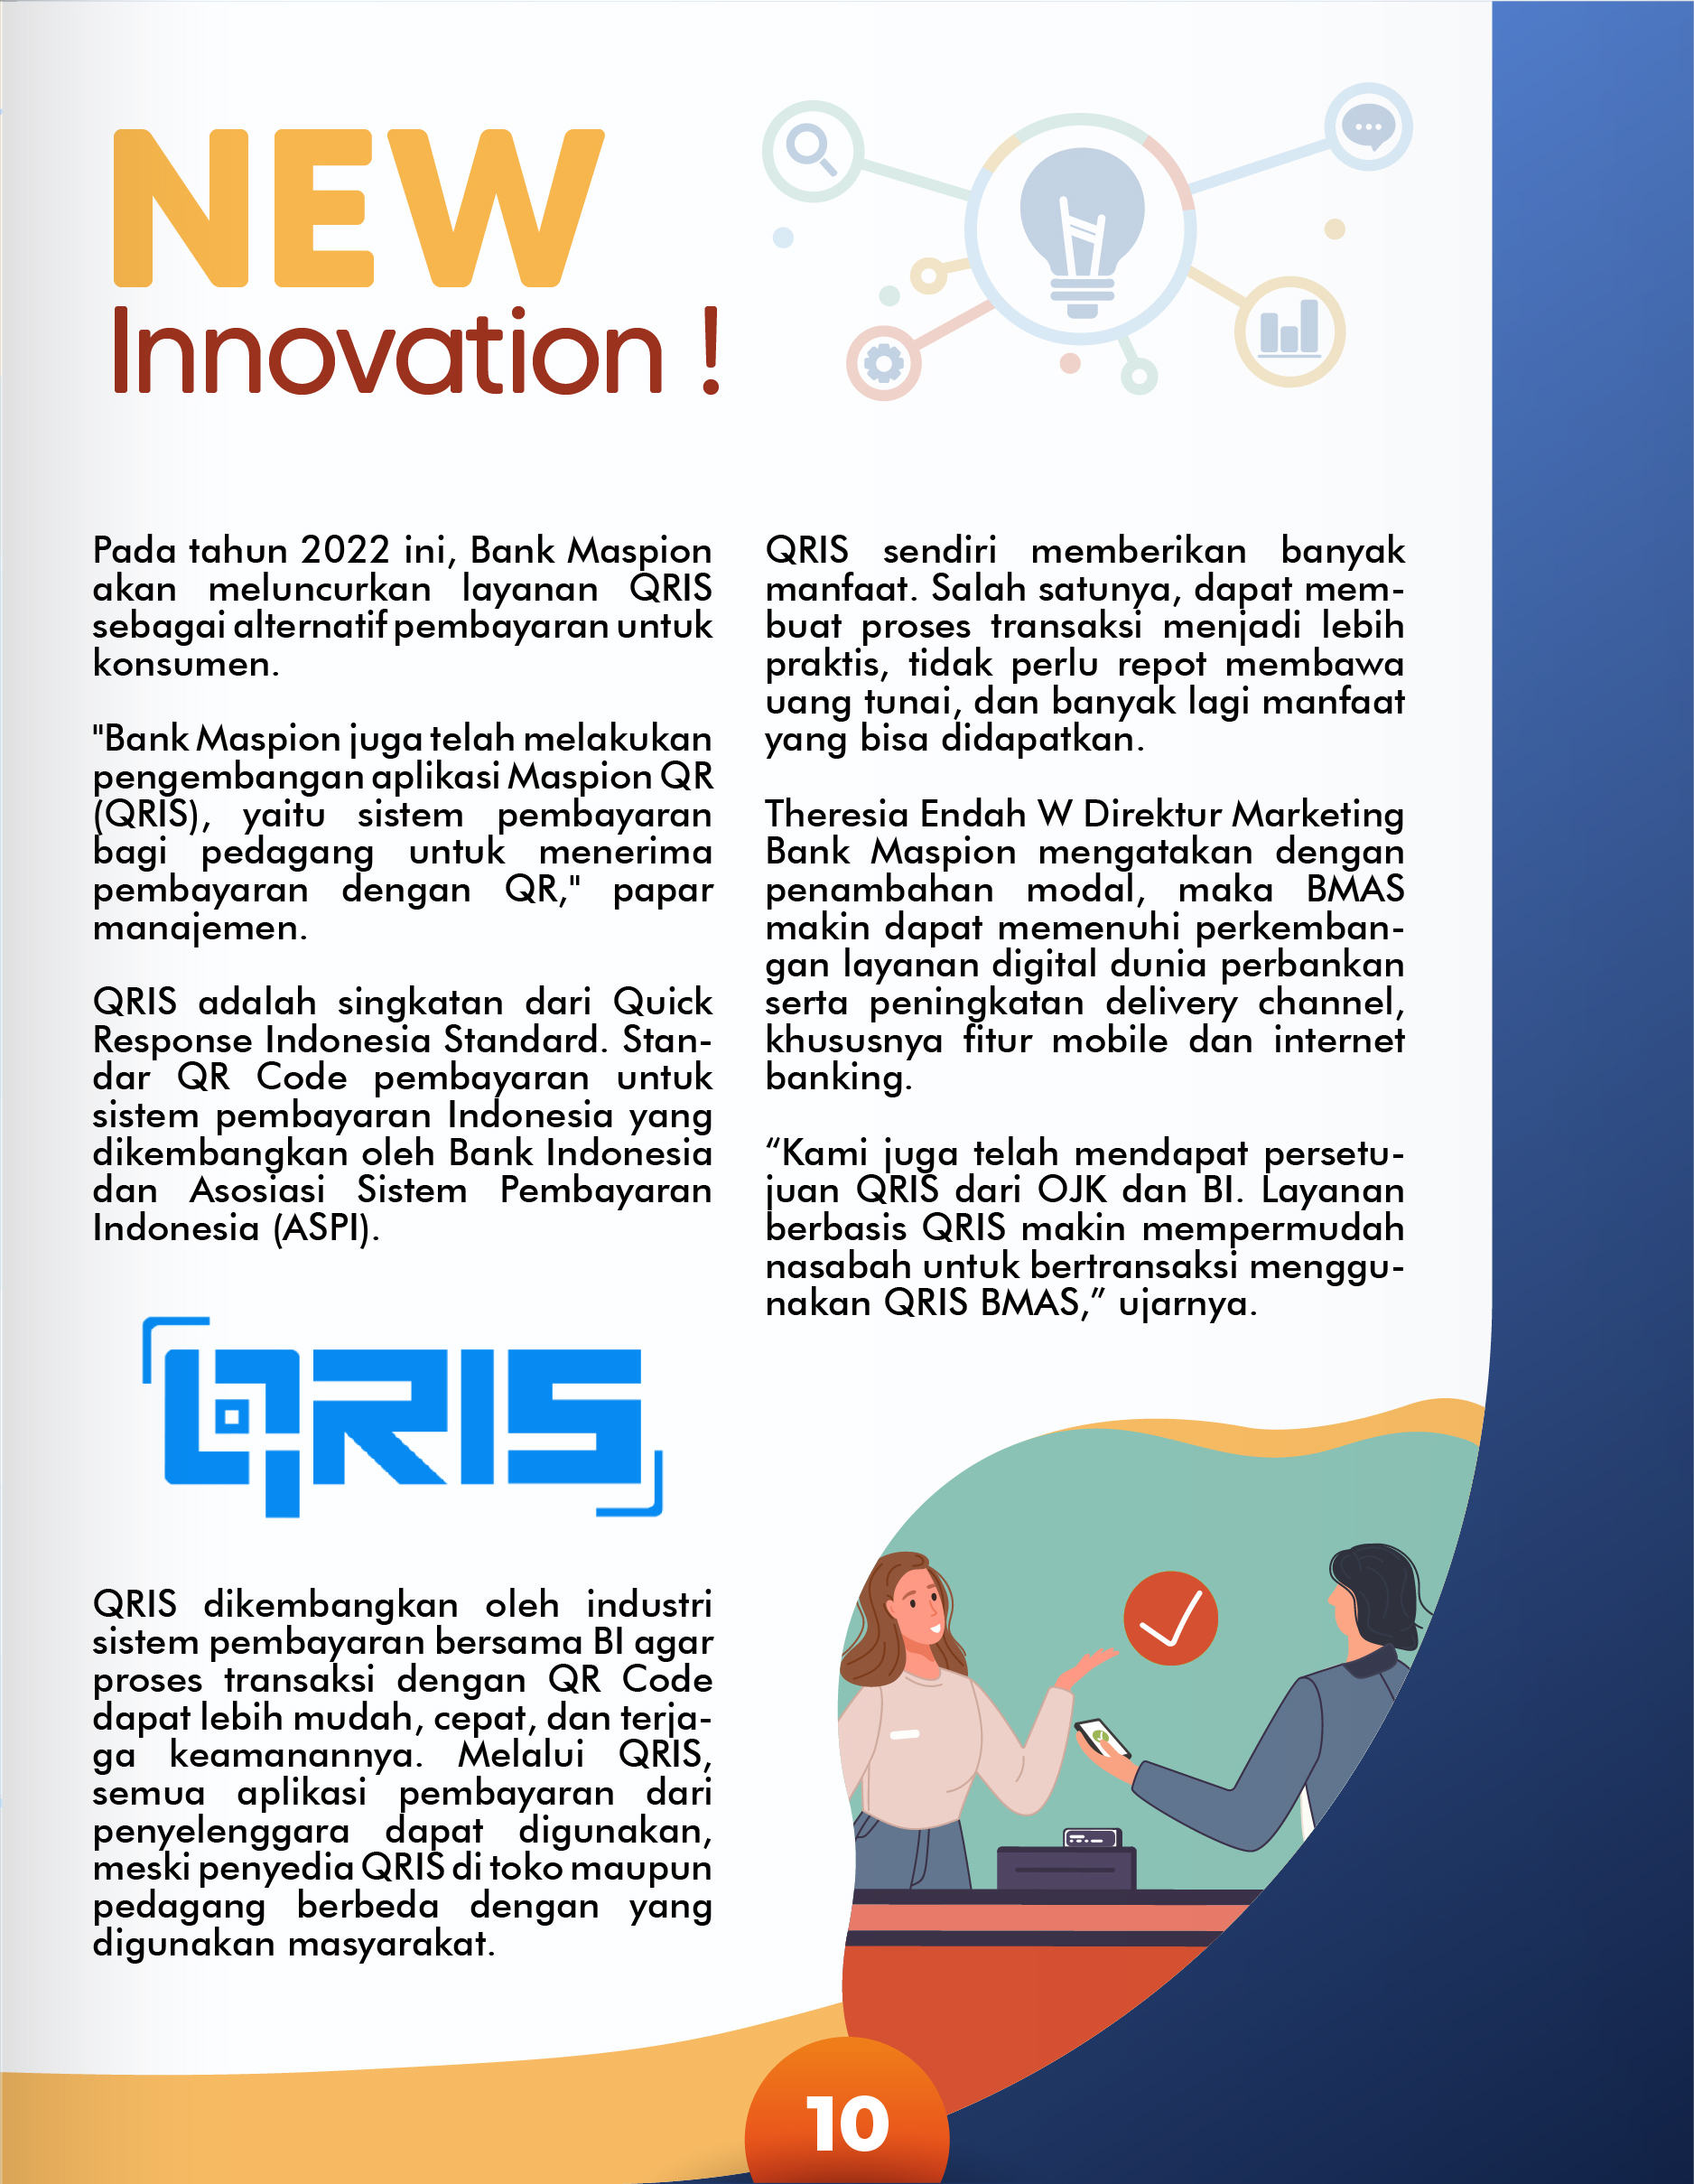 NEW
Innovation !
Pada tahun 2022 ini, Bank Maspion
akan meluncurkan layanan QRIS
sebagai alternatif pembayaran untuk
konsumen.
"Bank Maspion juga telah melakukan
pengembangan aplikasi Maspion QR
(QRIS), yaitu sistem pembayaran
bagi pedagang untuk menerima
pembayaran dengan QR," papar
manajemen.
QRIS adalah singkatan dari Quick
Response Indonesia Standard. Stan-
dar QR Code pembayaran untuk
sistem pembayaran Indonesia yang
dikembangkan oleh Bank Indonesia
dan Asosiasi Sistem Pembayaran
Indonesia (ASPI).
QRIS
QRIS dikembangkan oleh industri
sistem pembayaran bersama BI agar
proses transaksi dengan QR Code
dapat lebih mudah, cepat, dan terja-
ga keamanannya. Melalui QRIS,
semua aplikasi pembayaran dari
penyelenggara dapat digunakan,
meski penyedia QRIS di toko maupun
pedagang berbeda dengan yang
digunakan masyarakat.
QRIS sendiri memberikan banyak
manfaat. Salah satunya, dapat mem-
buat proses transaksi menjadi lebih
praktis, tidak perlu repot membawa
uang tunai, dan banyak lagi manfaat
yang bisa didapatkan.
Theresia Endah W Direktur Marketing
Bank Maspion mengatakan dengan
penambahan modal, maka BMAS
makin dapat memenuhi perkemban-
gan layanan digital dunia perbankan
serta peningkatan delivery channel,
khususnya fitur mobile dan internet
banking.
“Kami juga telah mendapat persetu-
juan QRIS dari OJK dan BI. Layanan
berbasis QRIS makin mempermudah
nasabah untuk bertransaksi menggu-
nakan QRIS BMAS,” ujarnya.
10